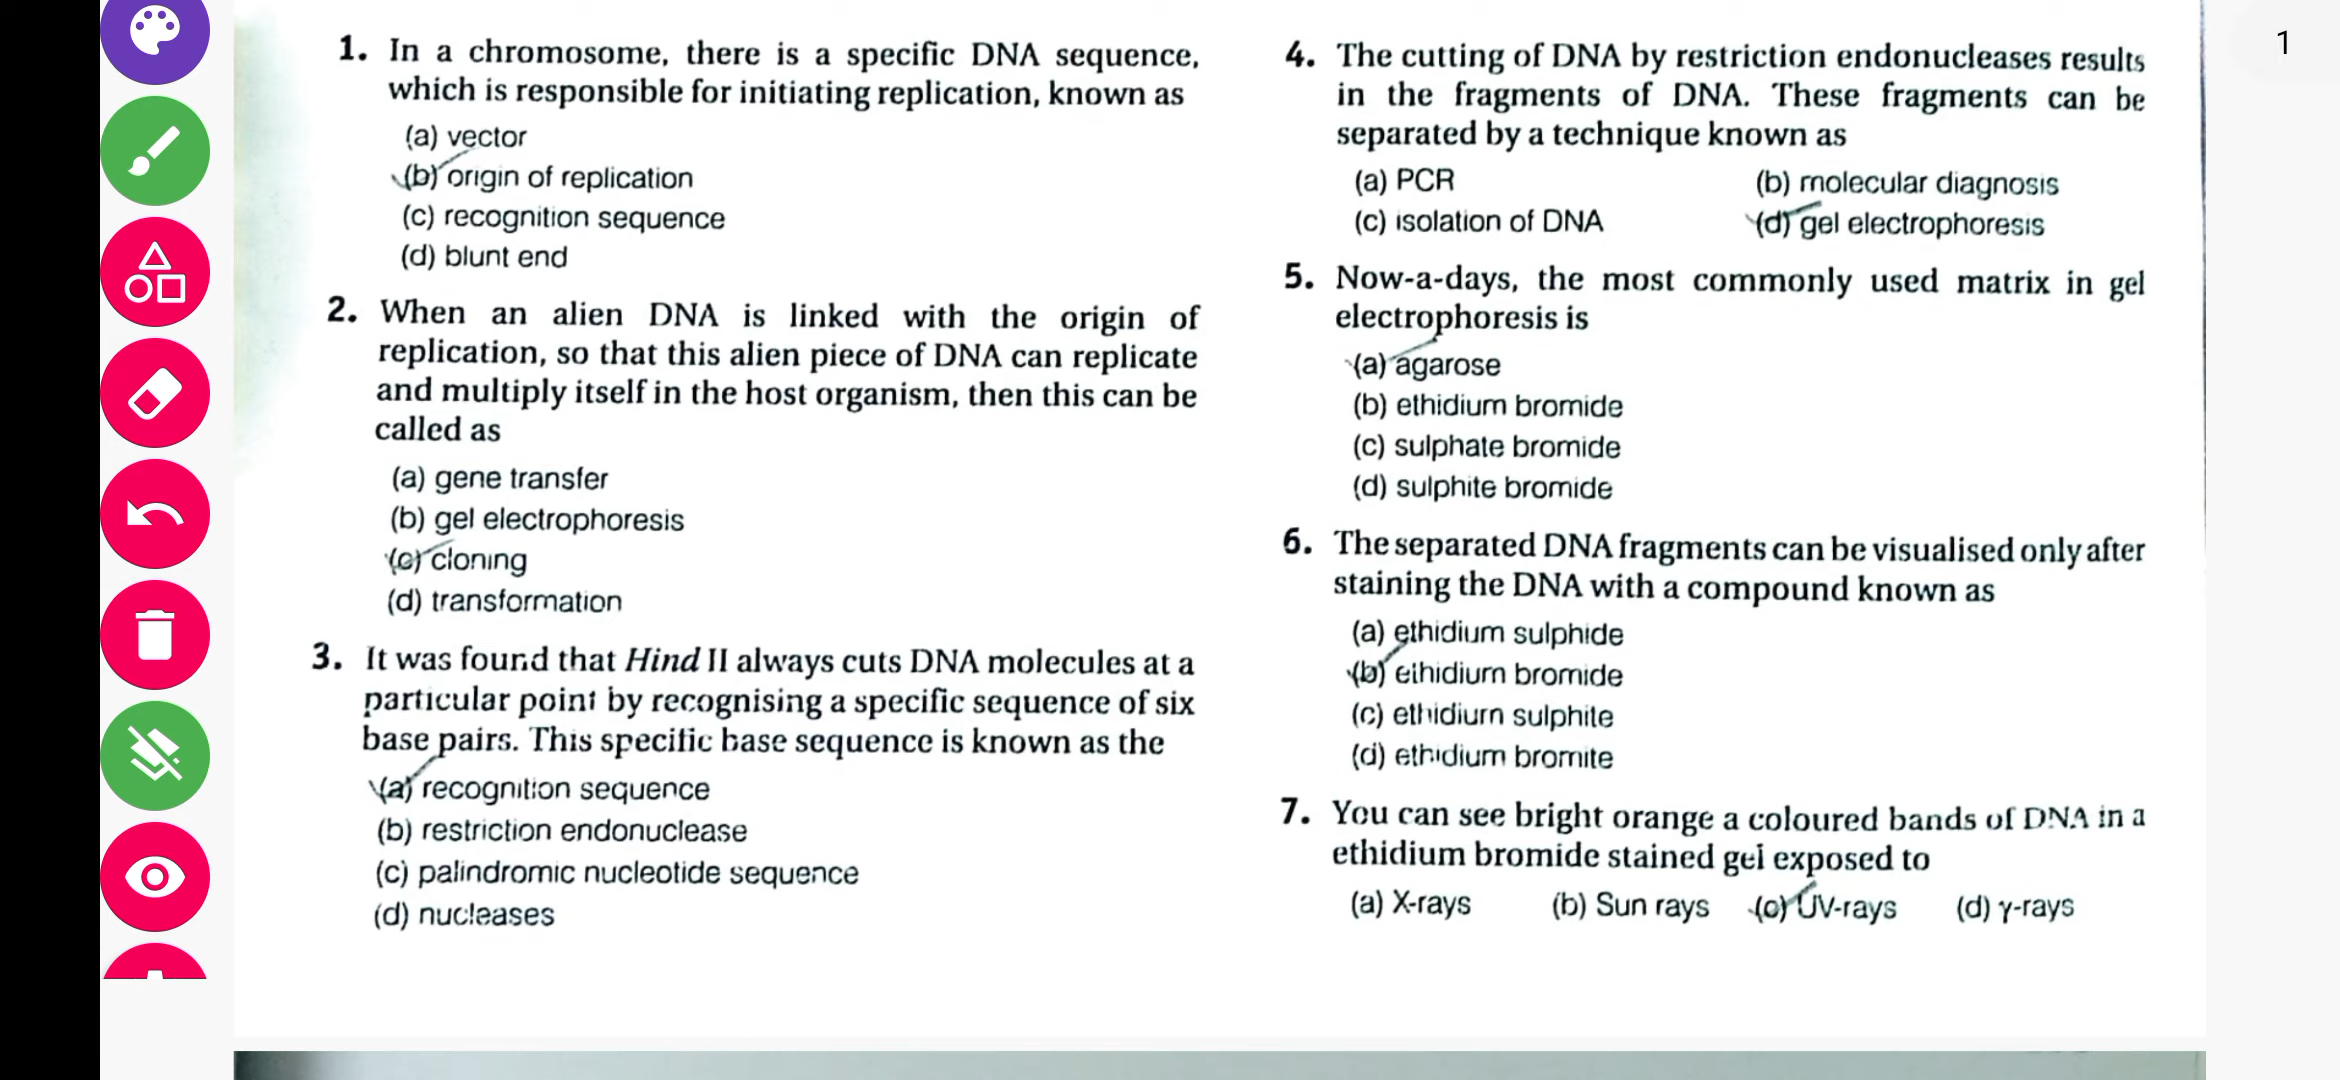 1
1. In a chromosome, there is a specific DNA sequence,
which is responsible for initiating replication, known as
(a) vector
(b) origin of replication
(c) recognition sequence
(d) blunt end
2. When an alien DNA is linked with the origin of
replication, so that this alien piece of DNA can replicate
and multiply itself in the host organism, then this can be
called as
(a) gene transfer
(b) gel electrophoresis
(c) cloning
(d) transformation
3. It was found that Hind II always cuts DNA molecules at a
particular point by recognising a specific sequence of six
base pairs. This specific base sequence is known as the
(a) recognition sequence
(b) restriction endonuclease
(c) palindromic nucleotide sequence
(d) nucleases
4. The cutting of DNA by restriction endonucleases results
in the fragments of DNA. These fragments can be
separated by a technique known as
(a) PCR (b) molecular diagnosis
(c) isolation of DNA (d) gel electrophoresis
5. Now-a-days, the most commonly used matrix in gel
electrophoresis is
(a) agarose
(b) ethidium bromide
(c) sulphate bromide
(d) sulphite bromide
6. The separated DNA fragments can be visualised only after
staining the DNA with a compound known as
(a) ethidium sulphide
(b) ethidium bromide
(c) ethidium sulphite
(d) ethidium bromite
7. You can see bright orange a coloured bands of DNA in a
ethidium bromide stained gel exposed to
(a) X-rays (b) Sun rays (c) UV-rays (d) γ-rays